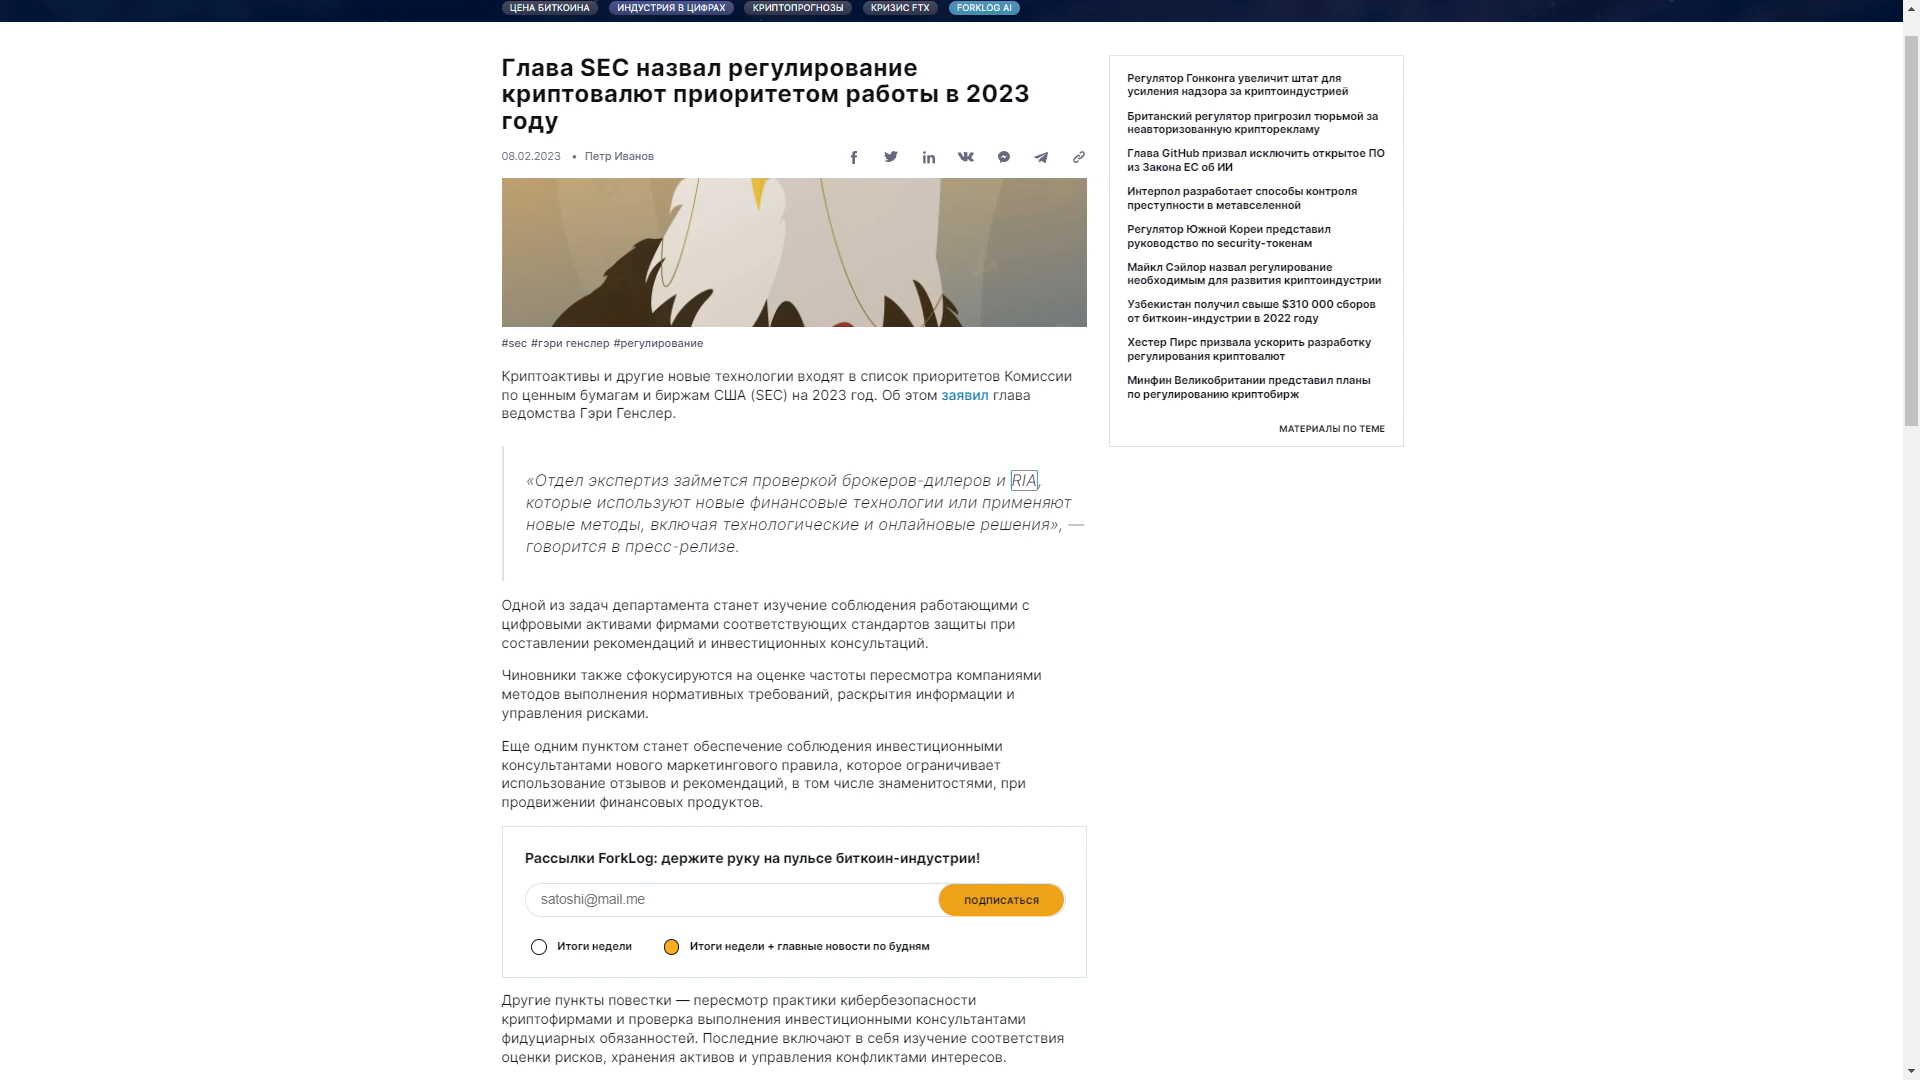 ЦЕНА БИТКОИНА ИНДУСТРИЯ В ЦИФРАХ КРИПТОПРОГНОЗЫ КРИЗИС FTX FORKLOG AI
Глава SEC назвал регулирование
криптовалют приоритетом работы в 2023
году
08.02.2023 • Петр Иванов
#sec #гэри генслер #регулирование
Криптоактивы и другие новые технологии входят в список приоритетов Комиссии
по ценным бумагам и биржам США (SEC) на 2023 год. Об этом заявил глава
ведомства Гэри Генслер.
«Отдел экспертиз займется проверкой брокеров-дилеров и RIA,
которые используют новые финансовые технологии или применяют
новые методы, включая технологические и онлайновые решения», —
говорится в пресс-релизе.
Одной из задач департамента станет изучение соблюдения работающими с
цифровыми активами фирмами соответствующих стандартов защиты при
составлении рекомендаций и инвестиционных консультаций.
Чиновники также сфокусируются на оценке частоты пересмотра компаниями
методов выполнения нормативных требований, раскрытия информации и
управления рисками.
Еще одним пунктом станет обеспечение соблюдения инвестиционными
консультантами нового маркетингового правила, которое ограничивает
использование отзывов и рекомендаций, в том числе знаменитостями, при
продвижении финансовых продуктов.
Рассылки ForkLog: держите руку на пульсе биткоин-индустрии!
satoshi@mail.me ПОДПИСАТЬСЯ
Итоги недели Итоги недели + главные новости по будням
Другие пункты повестки — пересмотр практики кибербезопасности
криптофирмами и проверка выполнения инвестиционными консультантами
фидуциарных обязанностей. Последние включают в себя изучение соответствия
оценки рисков, хранения активов и управления конфликтами интересов.
Регулятор Гонконга увеличит штат для
усиления надзора за криптоиндустрией
Британский регулятор пригрозил тюрьмой за
неавторизованную крипторекламу
Глава GitHub призвал исключить открытое ПО
из Закона ЕС об ИИ
Интерпол разработает способы контроля
преступности в метавселенной
Регулятор Южной Кореи представил
руководство по security-токенам
Майкл Сэйлор назвал регулирование
необходимым для развития криптоиндустрии
Узбекистан получил свыше $310 000 сборов
от биткоин-индустрии в 2022 году
Хестер Пирс призвала ускорить разработку
регулирования криптовалют
Минфин Великобритании представил планы
по регулированию криптобирж
МАТЕРИАЛЫ ПО ТЕМЕ